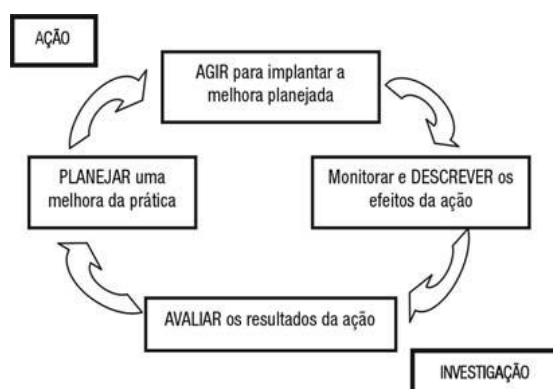 AÇÃO
AGIR para implantar a
melhora planejada
PLANEJAR uma
melhora da prática
Monitorar e DESCREVER os
efeitos da ação
AVALIAR os resultados da ação
INVESTIGAÇÃO